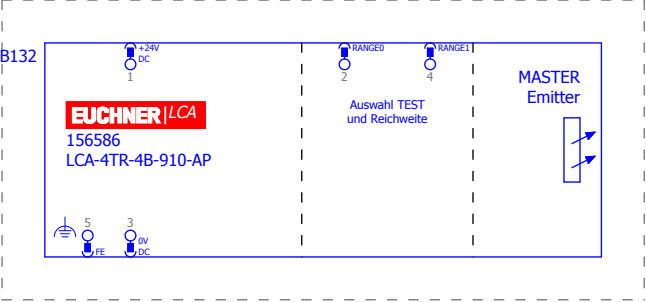 B132
+24V
DC
1
RANGE0
2
RANGE1
4
MASTER
Emitter
EUCHNER LCA
156586
LCA-4TR-4B-910-AP
Auswahl TEST
und Reichweite
5
FE
3
0V
DC